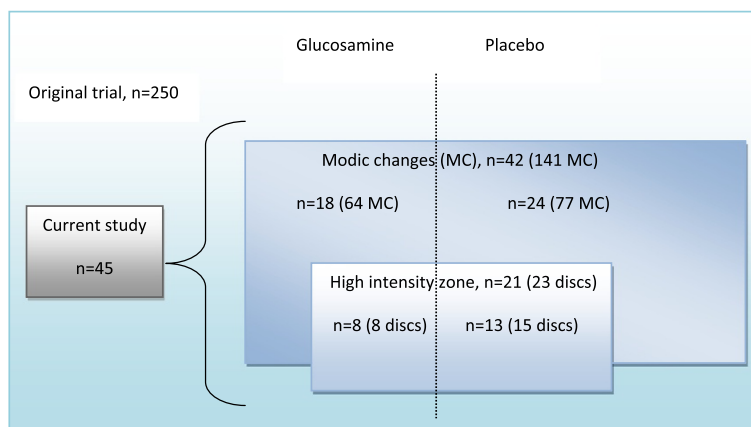 Glucosamine Placebo
Original trial, n=250
Modic changes (MC), n=42 (141 MC)
n=18 (64 MC) n=24 (77 MC)
Current study
n=45
High intensity zone, n=21 (23 discs)
n=8 (8 discs) n=13 (15 discs)